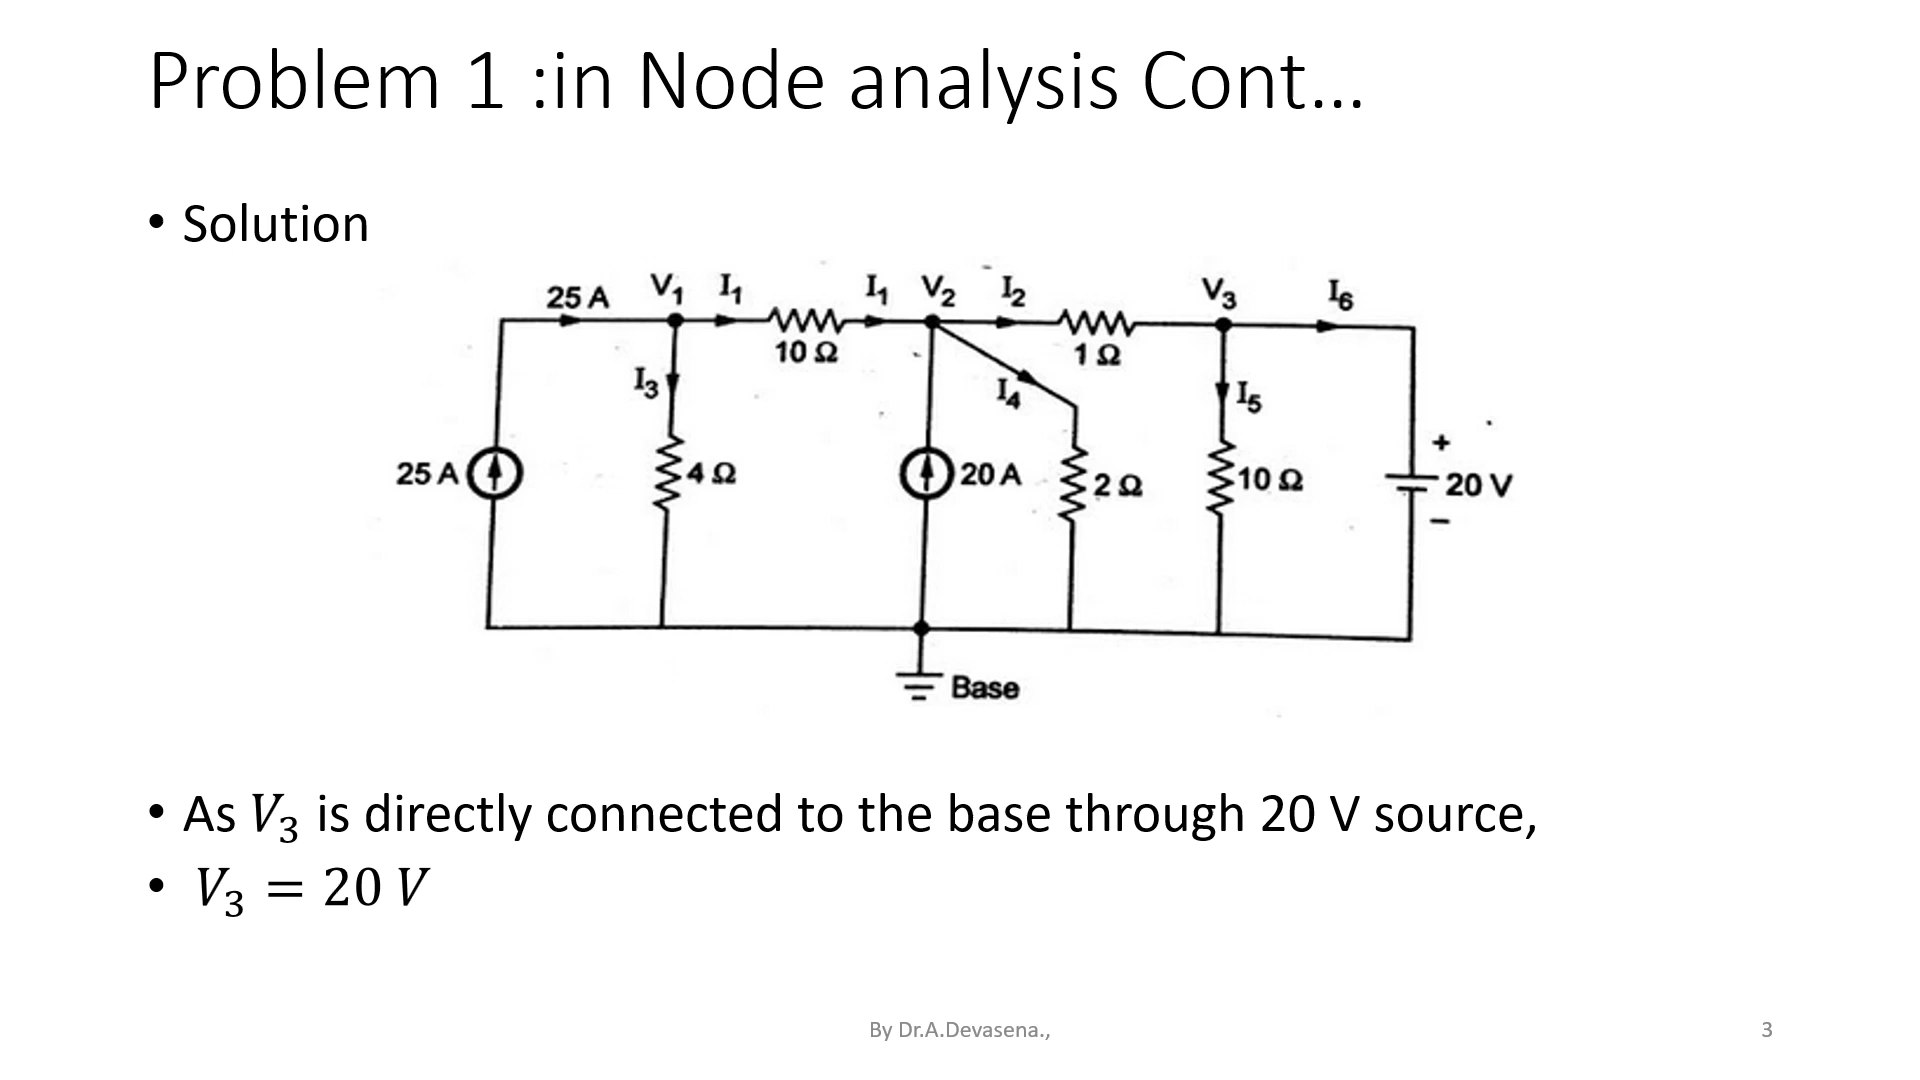 Problem 1 :in Node analysis Cont...
• Solution
25 A V₁ I₁ I₁ V₂ I₂ V₃ I₆
10 Ω 1 Ω
I₃ I₄ I₅
+
25 A 4 Ω 20 A 2 Ω 10 Ω 20 V
−
Base
• As V₃ is directly connected to the base through 20 V source,
• V₃ = 20 V
By Dr.A.Devasena., 3